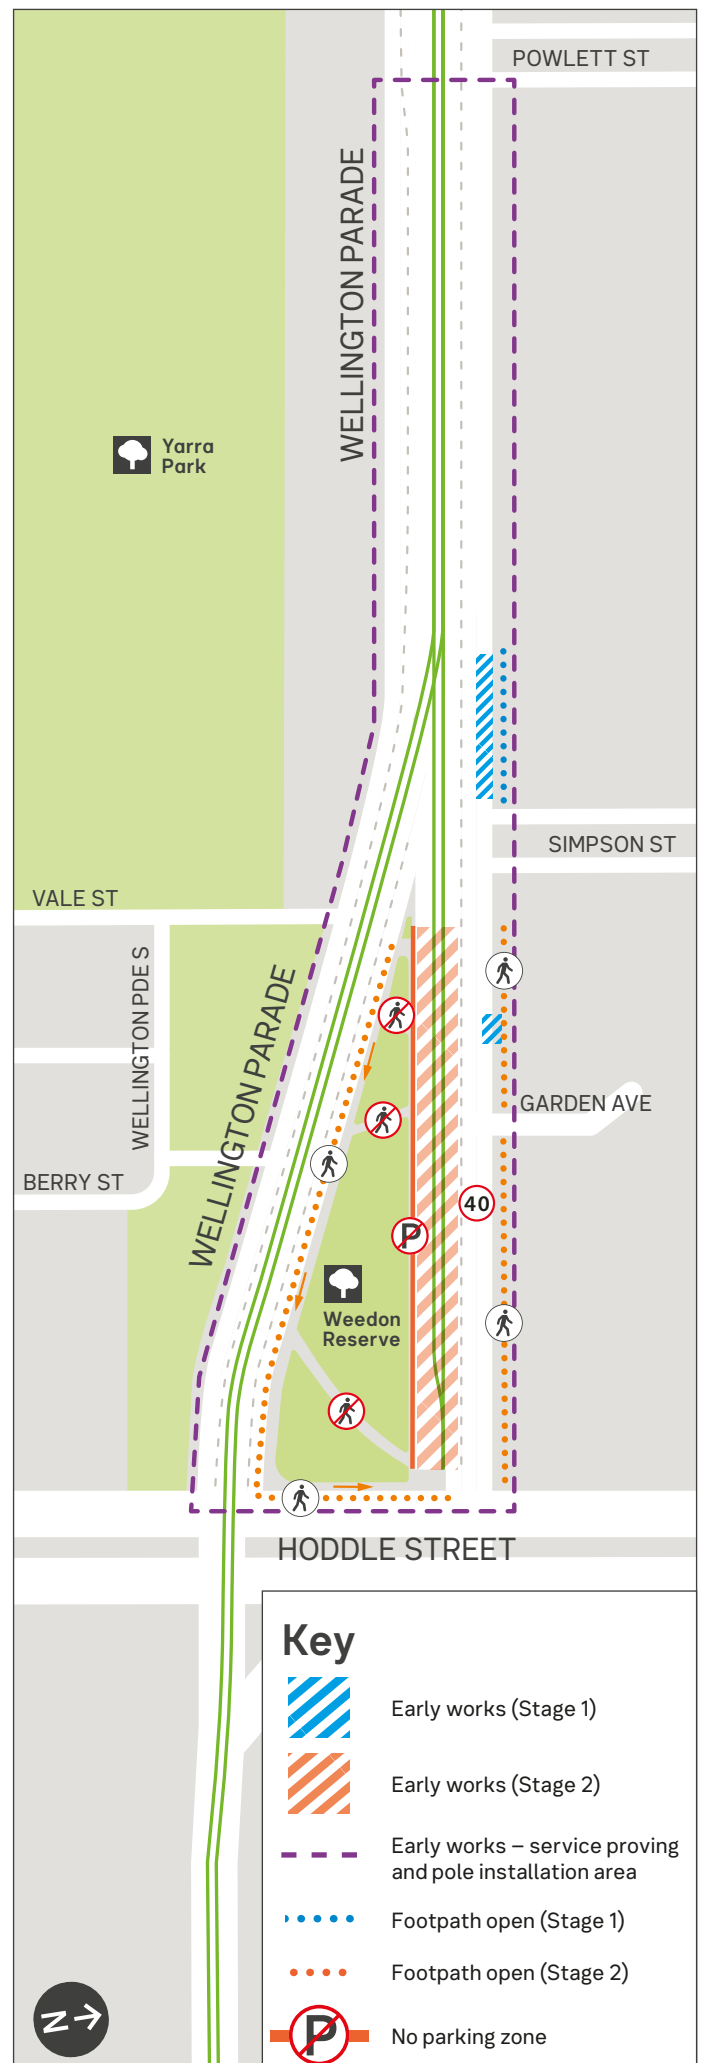 POWLETT ST
WELLINGTON PARADE
Yarra
Park
SIMPSON ST
VALE ST
WELLINGTON PDE S
WELLINGTON PARADE
GARDEN AVE
BERRY ST
40
P
Weedon
Reserve
HODDLE STREET
Key
Early works (Stage 1)
Early works (Stage 2)
Early works – service proving
and pole installation area
Footpath open (Stage 1)
Footpath open (Stage 2)
P
No parking zone
N